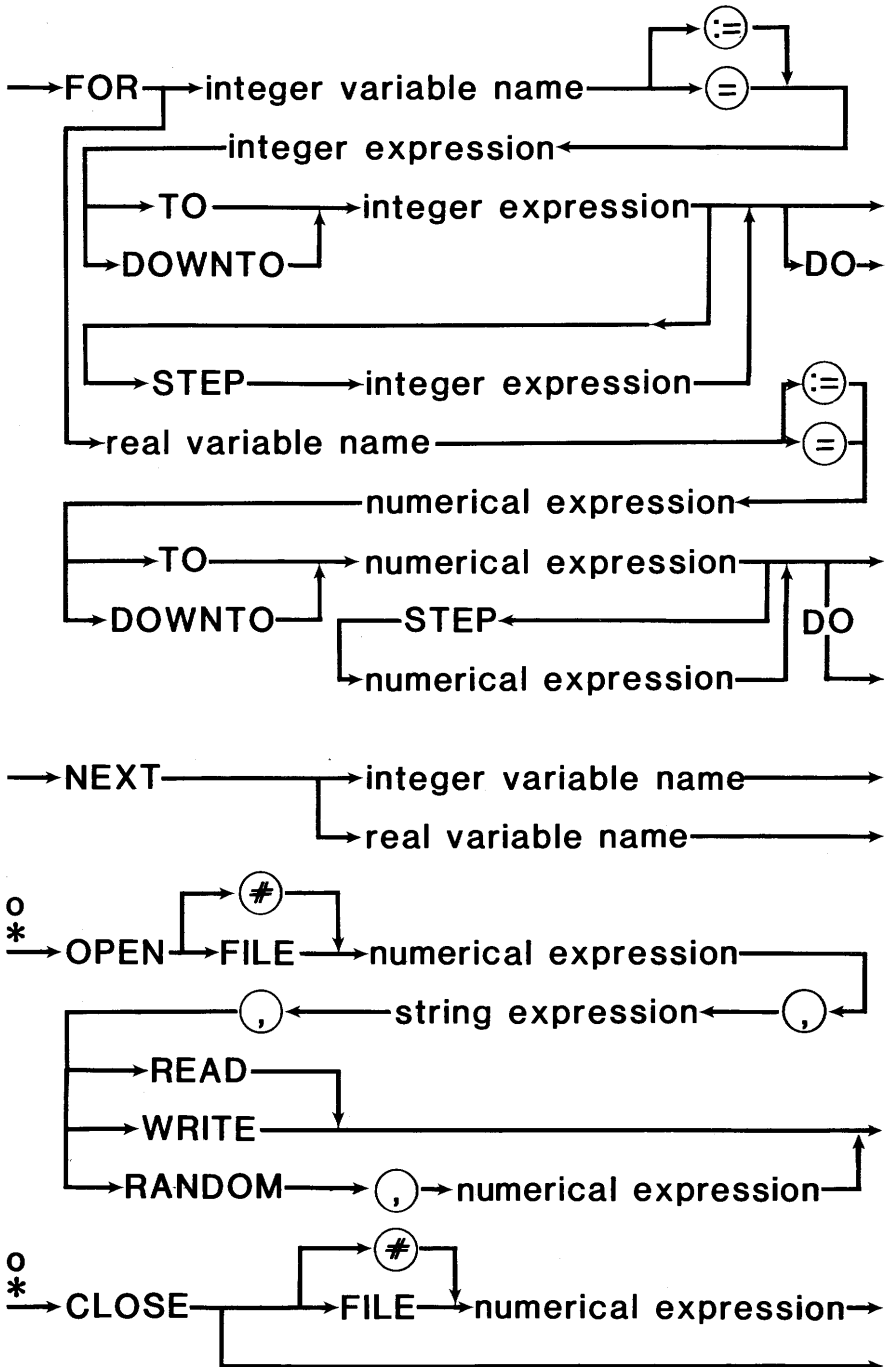 :=
FOR integer variable name =
integer expression
TO integer expression
DOWNTO DO
STEP integer expression :=
real variable name =
numerical expression
TO numerical expression
DOWNTO STEP DO
numerical expression
NEXT integer variable name
real variable name
o #
* OPEN FILE numerical expression
, string expression ,
READ
WRITE
RANDOM , numerical expression
o #
* CLOSE FILE numerical expression